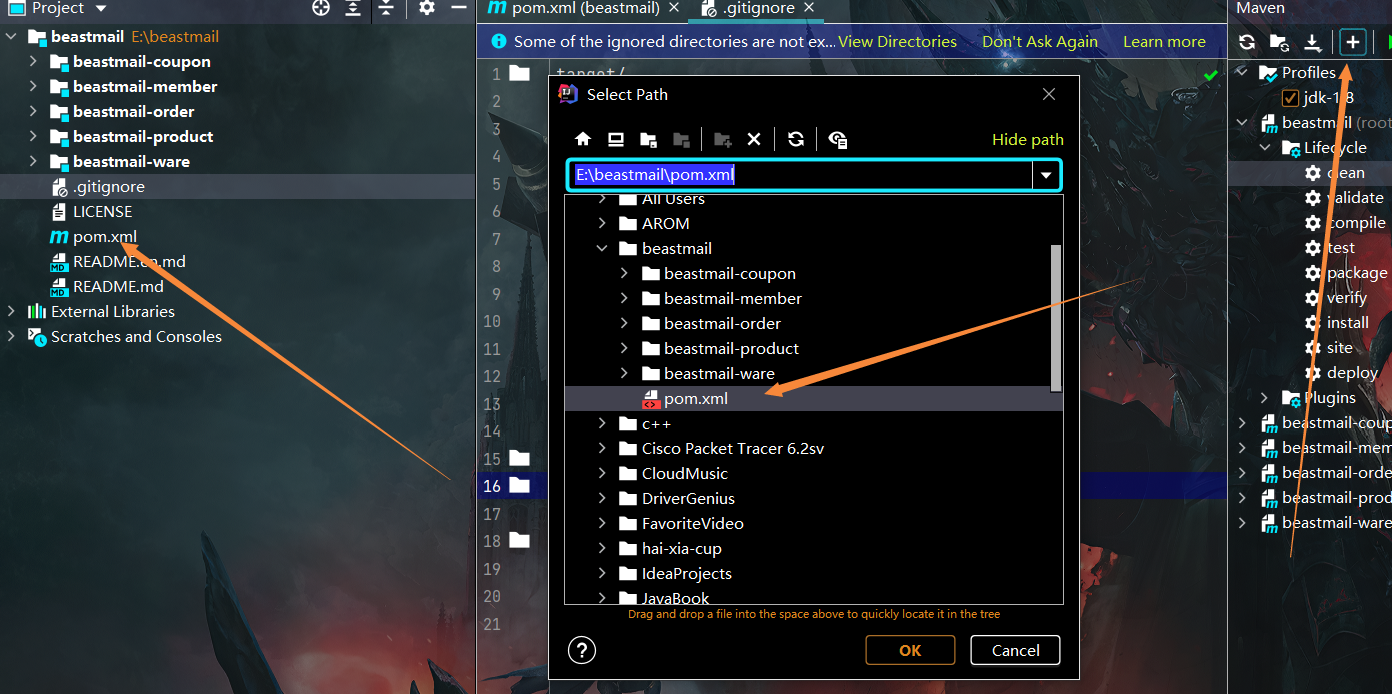 Project
beastmail E:\beastmail
beastmail-coupon
beastmail-member
beastmail-order
beastmail-product
beastmail-ware
.gitignore
LICENSE
pom.xml
README.en.md
README.md
External Libraries
Scratches and Consoles
pom.xml (beastmail)
.gitignore
Some of the ignored directories are not ex... View Directories Don't Ask Again Learn more
1 target/
2
3
4
5
6
7
8
9
10
11
12
13
14
15
16
17
18
19
20
21
Select Path
Hide path
E:\beastmail\pom.xml
All Users
AROM
beastmail
beastmail-coupon
beastmail-member
beastmail-order
beastmail-product
beastmail-ware
pom.xml
c++
Cisco Packet Tracer 6.2sv
CloudMusic
DriverGenius
FavoriteVideo
hai-xia-cup
IdeaProjects
JavaBook
Drag and drop a file into the space above to quickly locate it in the tree
? OK Cancel
Maven
Profiles
jdk-1.8
beastmail (root
Lifecycle
clean
validate
compile
test
package
verify
install
site
deploy
Plugins
beastmail-coup
beastmail-mem
beastmail-orde
beastmail-prod
beastmail-ware